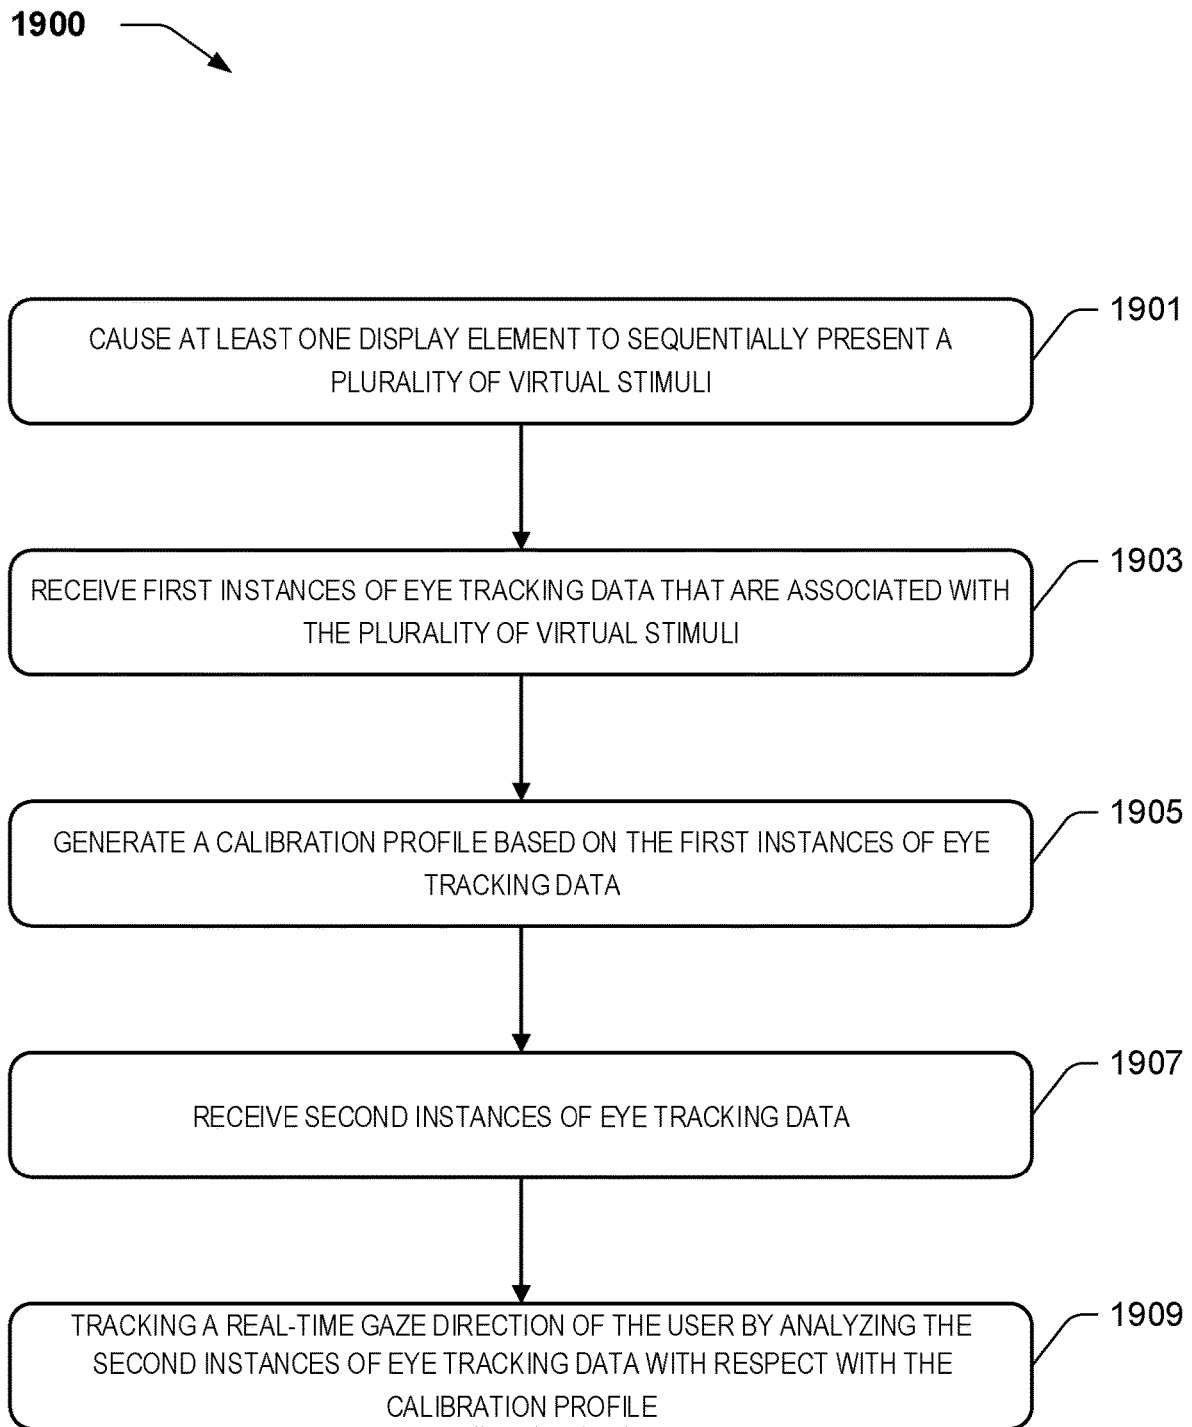 1900
CAUSE AT LEAST ONE DISPLAY ELEMENT TO SEQUENTIALLY PRESENT A
PLURALITY OF VIRTUAL STIMULI
1901
RECEIVE FIRST INSTANCES OF EYE TRACKING DATA THAT ARE ASSOCIATED WITH
THE PLURALITY OF VIRTUAL STIMULI
1903
GENERATE A CALIBRATION PROFILE BASED ON THE FIRST INSTANCES OF EYE
TRACKING DATA
1905
RECEIVE SECOND INSTANCES OF EYE TRACKING DATA
1907
TRACKING A REAL-TIME GAZE DIRECTION OF THE USER BY ANALYZING THE
SECOND INSTANCES OF EYE TRACKING DATA WITH RESPECT WITH THE
CALIBRATION PROFILE
1909